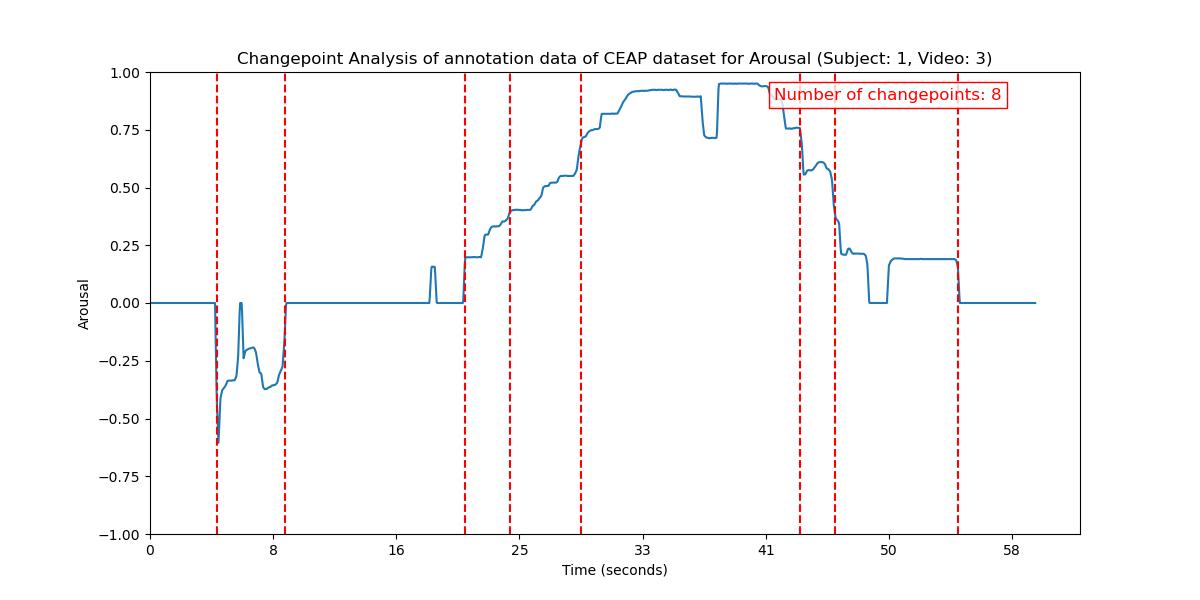 Changepoint Analysis of annotation data of CEAP dataset for Arousal (Subject: 1, Video: 3)
1.00
Number of changepoints: 8
0.75
0.50
0.25
Arousal
0.00
−0.25
−0.50
−0.75
−1.00
0 8 16 25 33 41 50 58
Time (seconds)